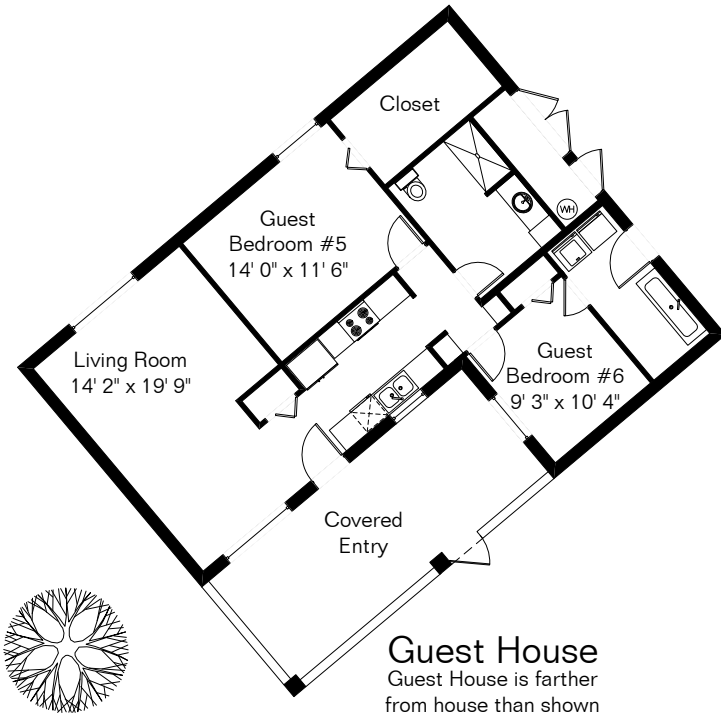 Closet
Guest
Bedroom #5
14' 0" x 11' 6"
WH
Living Room
14' 2" x 19' 9"
Guest
Bedroom #6
9' 3" x 10' 4"
Covered
Entry
Guest House
Guest House is farther
from house than shown